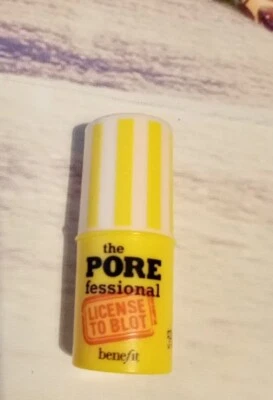 the
PORE
fessional
LICENSE
TO BLOT
benefit